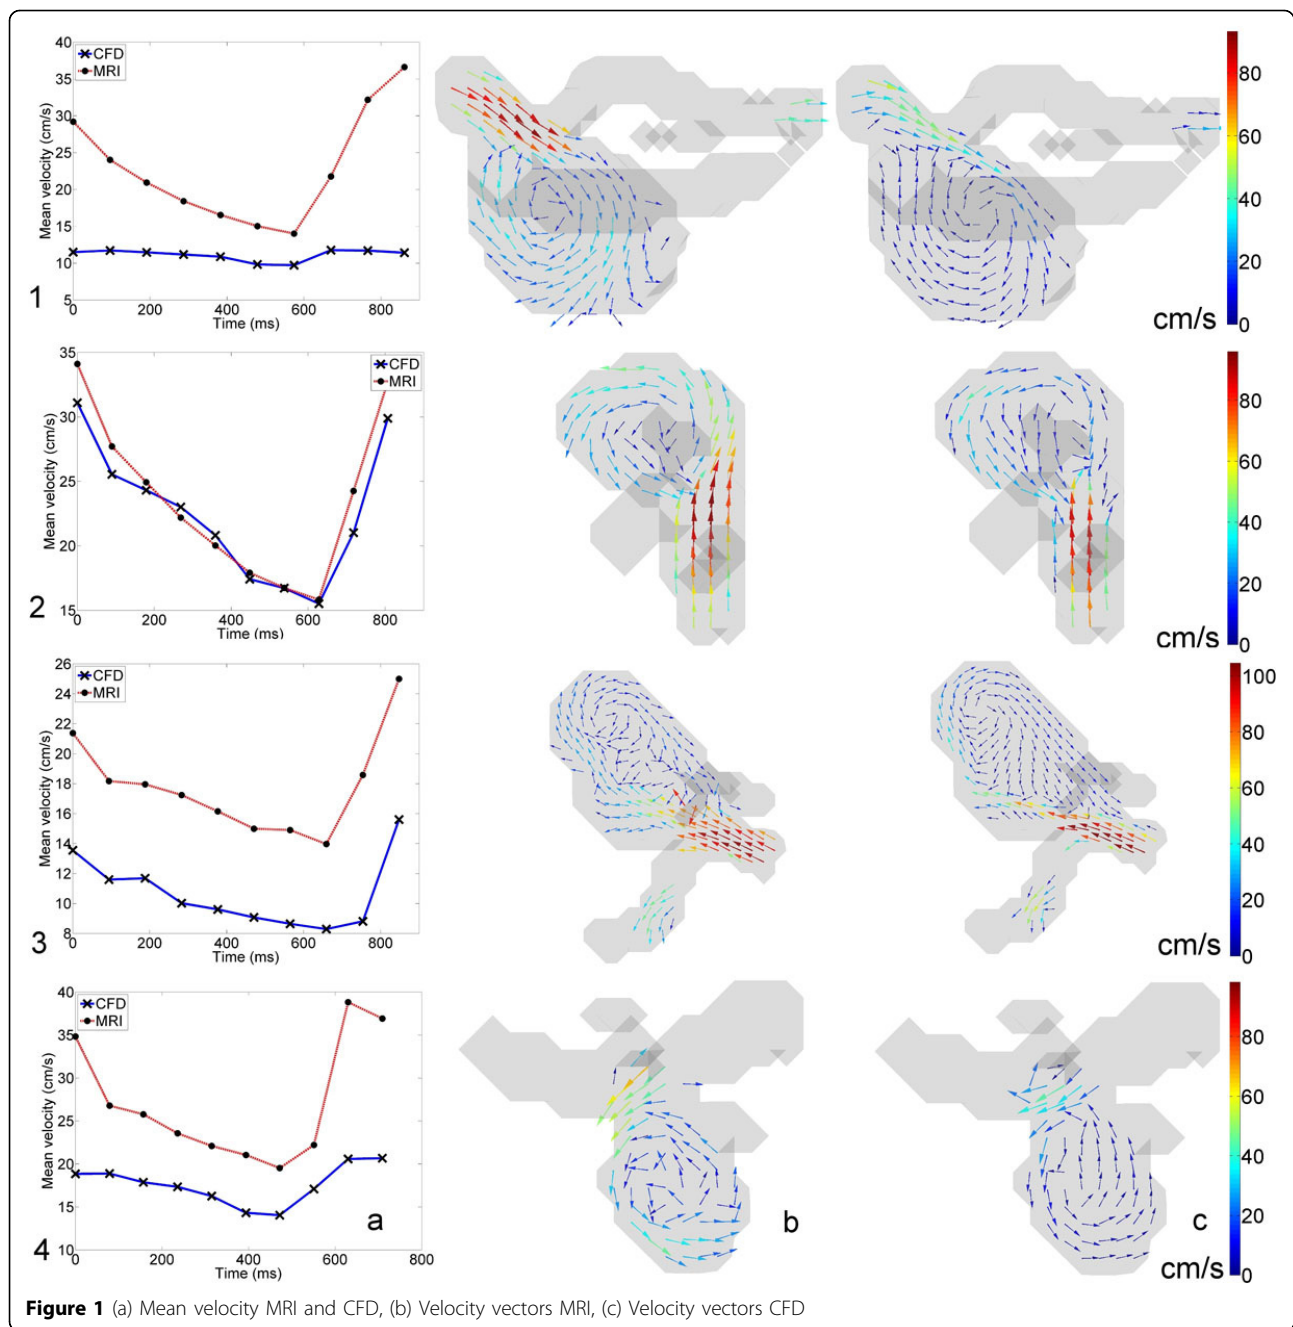 40
35
30
25
20
15
10
5
Mean velocity (cm/s)
CFD
MRI
0 200 400 600 800
Time (ms)
1
80
60
40
20
0
cm/s
35
30
25
20
15
Mean velocity (cm/s)
CFD
MRI
0 200 400 600 800
Time (ms)
2
80
60
40
20
0
cm/s
26
24
22
20
18
16
14
12
10
8
Mean velocity (cm/s)
CFD
MRI
0 200 400 600 800
Time (ms)
3
100
80
60
40
20
0
cm/s
40
35
30
25
20
15
10
Mean velocity (cm/s)
CFD
MRI
0 200 400 600 800
Time (ms)
4
a
b
c
80
60
40
20
0
cm/s
Figure 1 (a) Mean velocity MRI and CFD, (b) Velocity vectors MRI, (c) Velocity vectors CFD